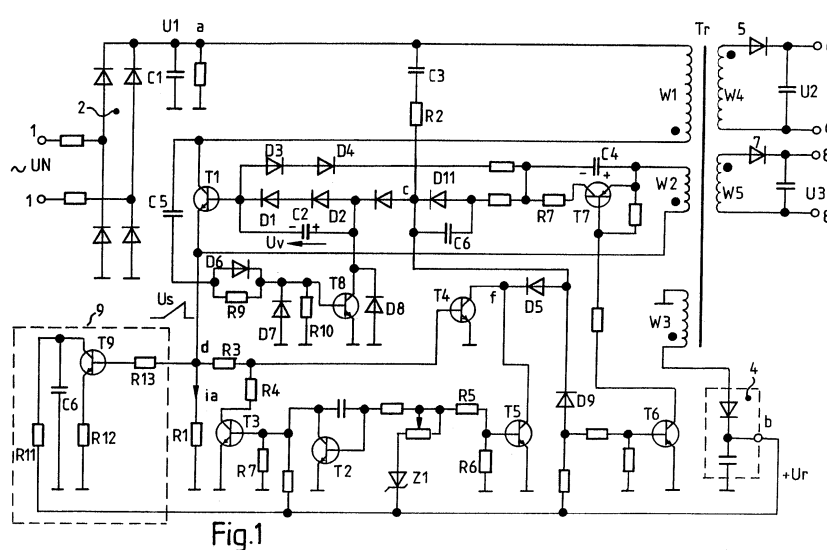 U1 a Tr 5
C1 C3 W1 W4 U2
2 R2
1
~ UN
1
D3 D4 C4 - + 7 8
T1 c D11 R7 T7 W2 W5 U3
C5 D1 D2
C2 - + C6
Uv
D6 T8 T4 f D5
R9 D7 R10 D8 W3
Us
9 d R3
T9 R13 R4 4
C6 ia D9 b
R11 R12 R1 T3 R5 T5 T6
R7 T2 R6 +Ur
Z1
Fig.1